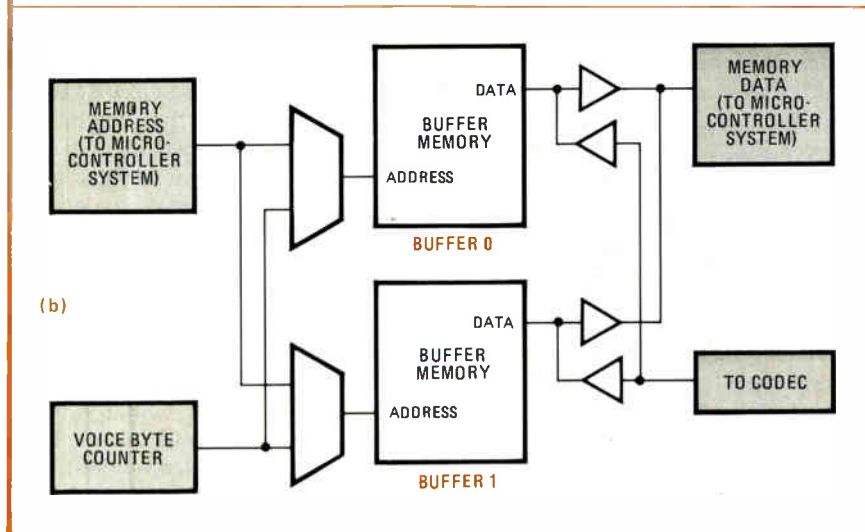 MEMORY
ADDRESS
(TO MICRO-
CONTROLLER
SYSTEM)
DATA
BUFFER
MEMORY
ADDRESS
BUFFER 0
MEMORY
DATA
(TO MICRO-
CONTROLLER
SYSTEM)
(b)
VOICE BYTE
COUNTER
DATA
BUFFER
MEMORY
ADDRESS
BUFFER 1
TO CODEC